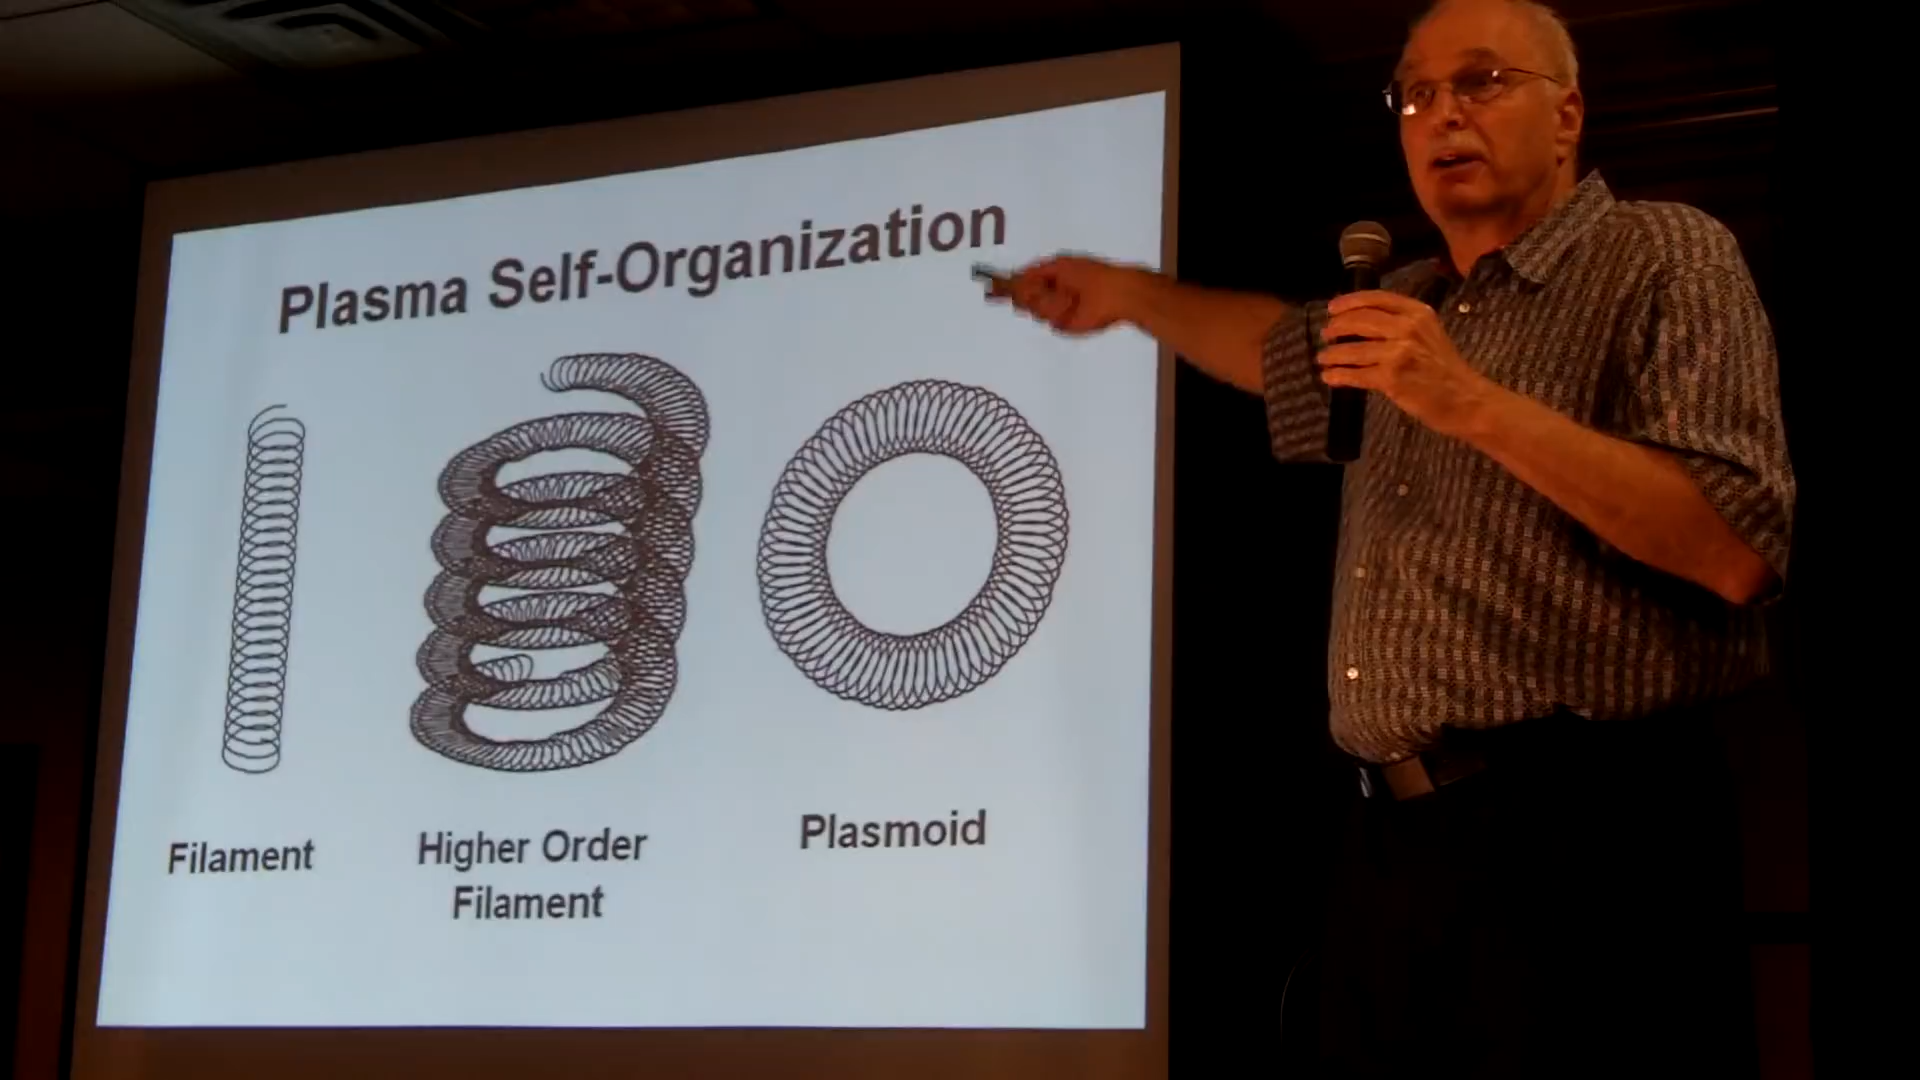 Plasma Self-Organization
Filament
Higher Order
Filament
Plasmoid